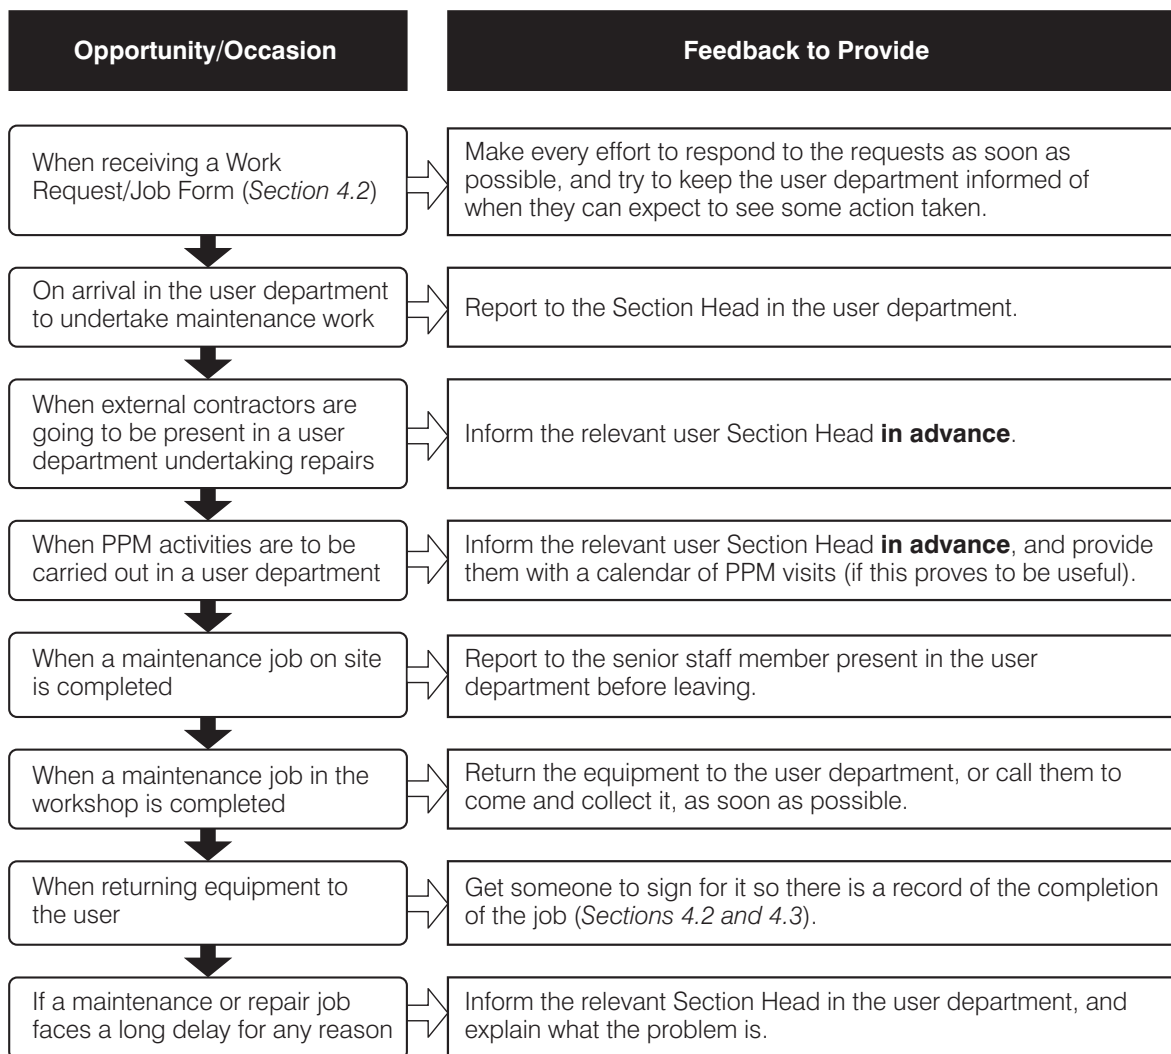 Opportunity/Occasion
Feedback to Provide
When receiving a Work
Request/Job Form (Section 4.2)
Make every effort to respond to the requests as soon as
possible, and try to keep the user department informed of
when they can expect to see some action taken.
On arrival in the user department
to undertake maintenance work
Report to the Section Head in the user department.
When external contractors are
going to be present in a user
department undertaking repairs
Inform the relevant user Section Head in advance.
When PPM activities are to be
carried out in a user department
Inform the relevant user Section Head in advance, and provide
them with a calendar of PPM visits (if this proves to be useful).
When a maintenance job on site
is completed
Report to the senior staff member present in the user
department before leaving.
When a maintenance job in the
workshop is completed
Return the equipment to the user department, or call them to
come and collect it, as soon as possible.
When returning equipment to
the user
Get someone to sign for it so there is a record of the completion
of the job (Sections 4.2 and 4.3).
If a maintenance or repair job
faces a long delay for any reason
Inform the relevant Section Head in the user department, and
explain what the problem is.